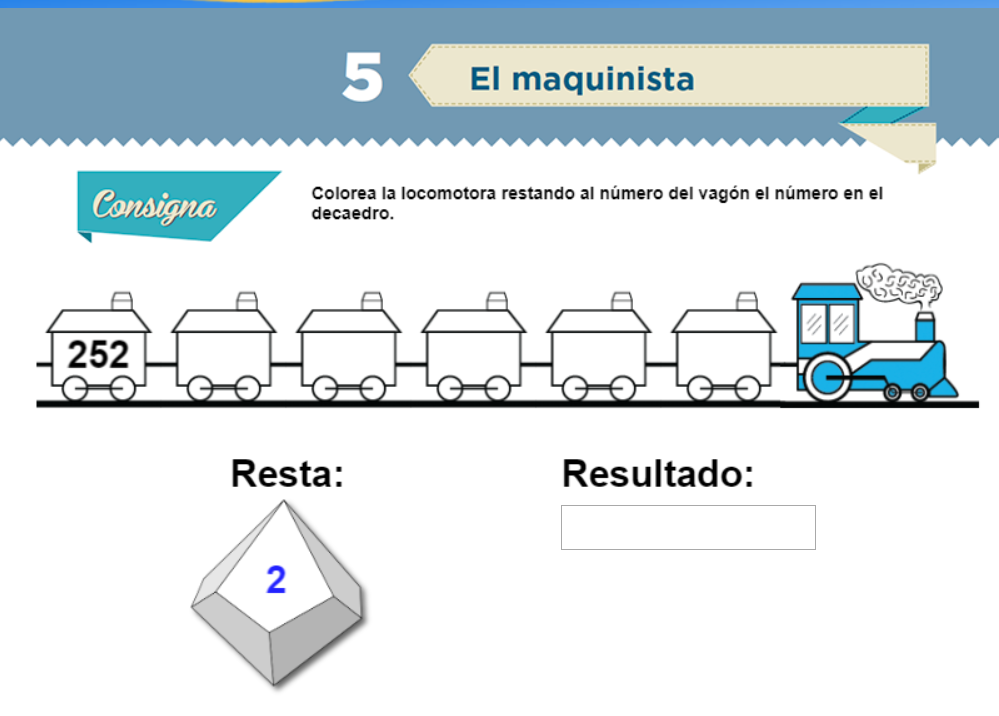 5 El maquinista
Consigna
Colorea la locomotora restando al número del vagón el número en el
decaedro.
252
Resta: Resultado:
2